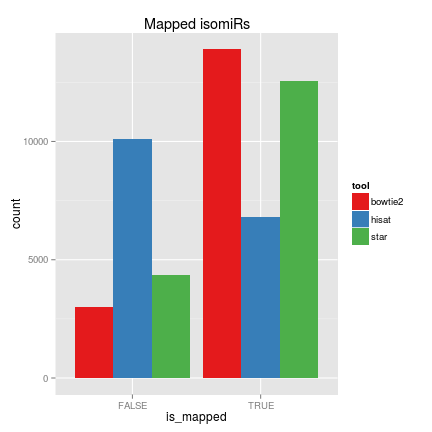 Mapped isomiRs
count
10000
5000
0
FALSE
TRUE
is_mapped
tool
bowtie2
hisat
star